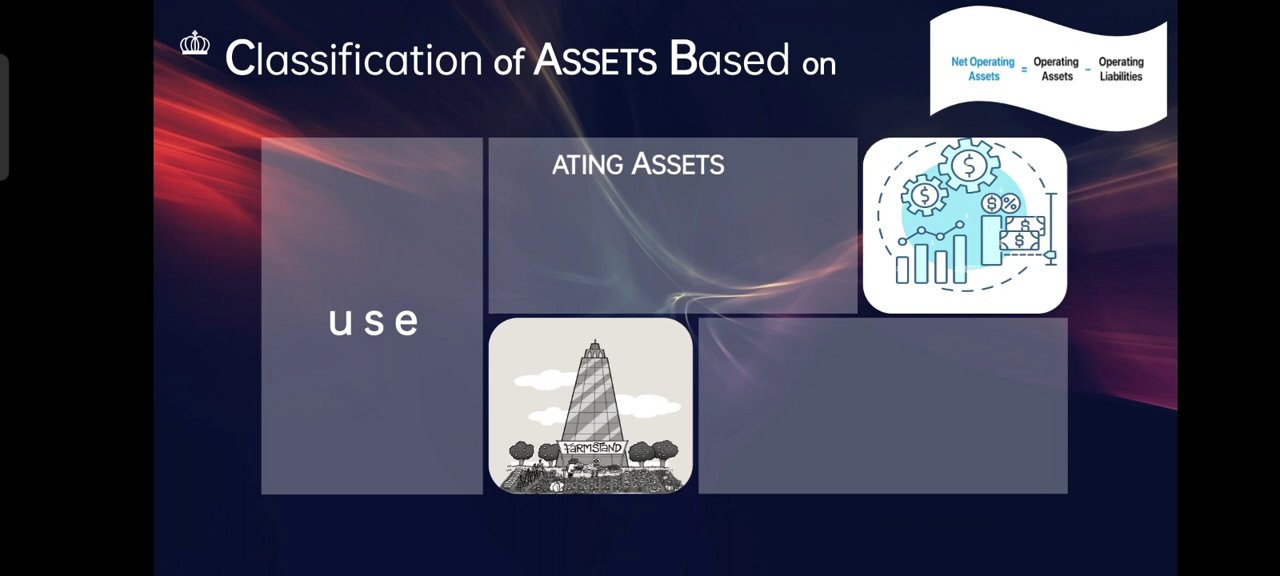 Classification of ASSETS Based on
Net Operating Assets = Operating Assets - Operating Liabilities
ATING ASSETS
$
$
$ %
$
$
use
FARMSTAND